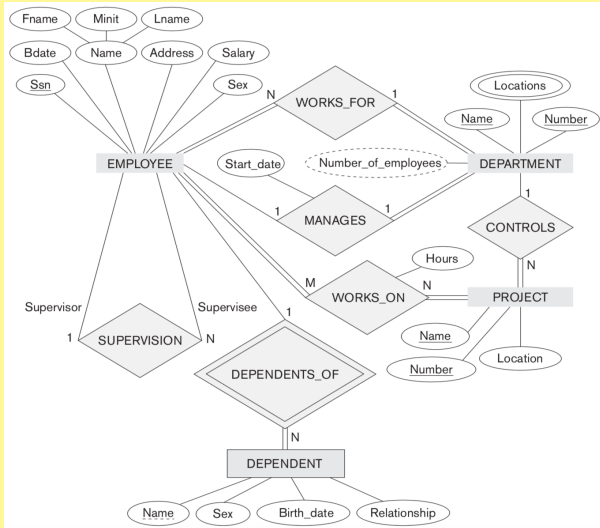 Fname Minit Lname
Bdate Name Address Salary
Ssn Sex
N WORKS_FOR 1
Locations
Name Number
EMPLOYEE
Start_date Number_of_employees DEPARTMENT
1 MANAGES 1
1
CONTROLS
N
Hours
M WORKS_ON N PROJECT
Supervisor Supervisee
1 SUPERVISION N
1
Name
Number Location
DEPENDENTS_OF
N
DEPENDENT
Name Sex Birth_date Relationship